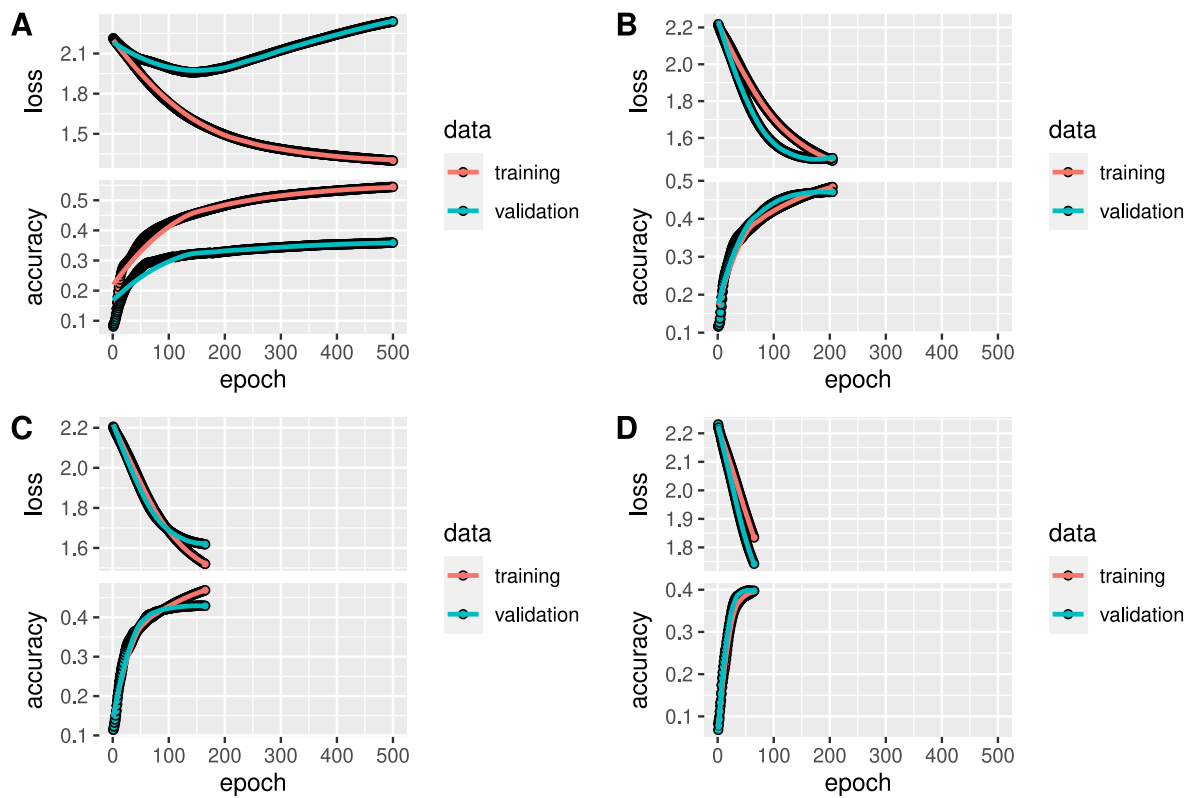 A
loss
2.1
1.8
1.5
accuracy
0.5
0.4
0.3
0.2
0.1
0 100 200 300 400 500
epoch
data
training
validation
B
loss
2.2
2.0
1.8
1.6
accuracy
0.5
0.4
0.3
0.2
0.1
0 100 200 300 400 500
epoch
data
training
validation
C
loss
2.2
2.0
1.8
1.6
accuracy
0.4
0.3
0.2
0.1
0 100 200 300 400 500
epoch
data
training
validation
D
loss
2.2
2.1
2.0
1.9
1.8
accuracy
0.4
0.3
0.2
0.1
0 100 200 300 400 500
epoch
data
training
validation